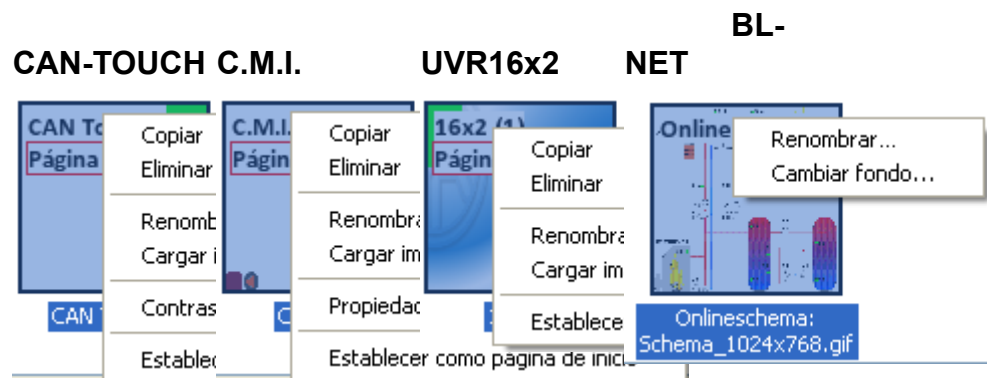 BL-
CAN-TOUCH C.M.I. UVR16x2 NET
CAN To
Página
Copiar
Eliminar
Renomb
Cargar i
Contras
Establec
CAN
C.M.I.
Págin
Copiar
Eliminar
Renombra
Cargar im
Propiedad
Establecer como página de inicio
C
16x2 (1)
Págin
Copiar
Eliminar
Renombra
Cargar im
Establece
Online
Renombrar...
Cambiar fondo...
Onlineschema:
Schema_1024x768.gif